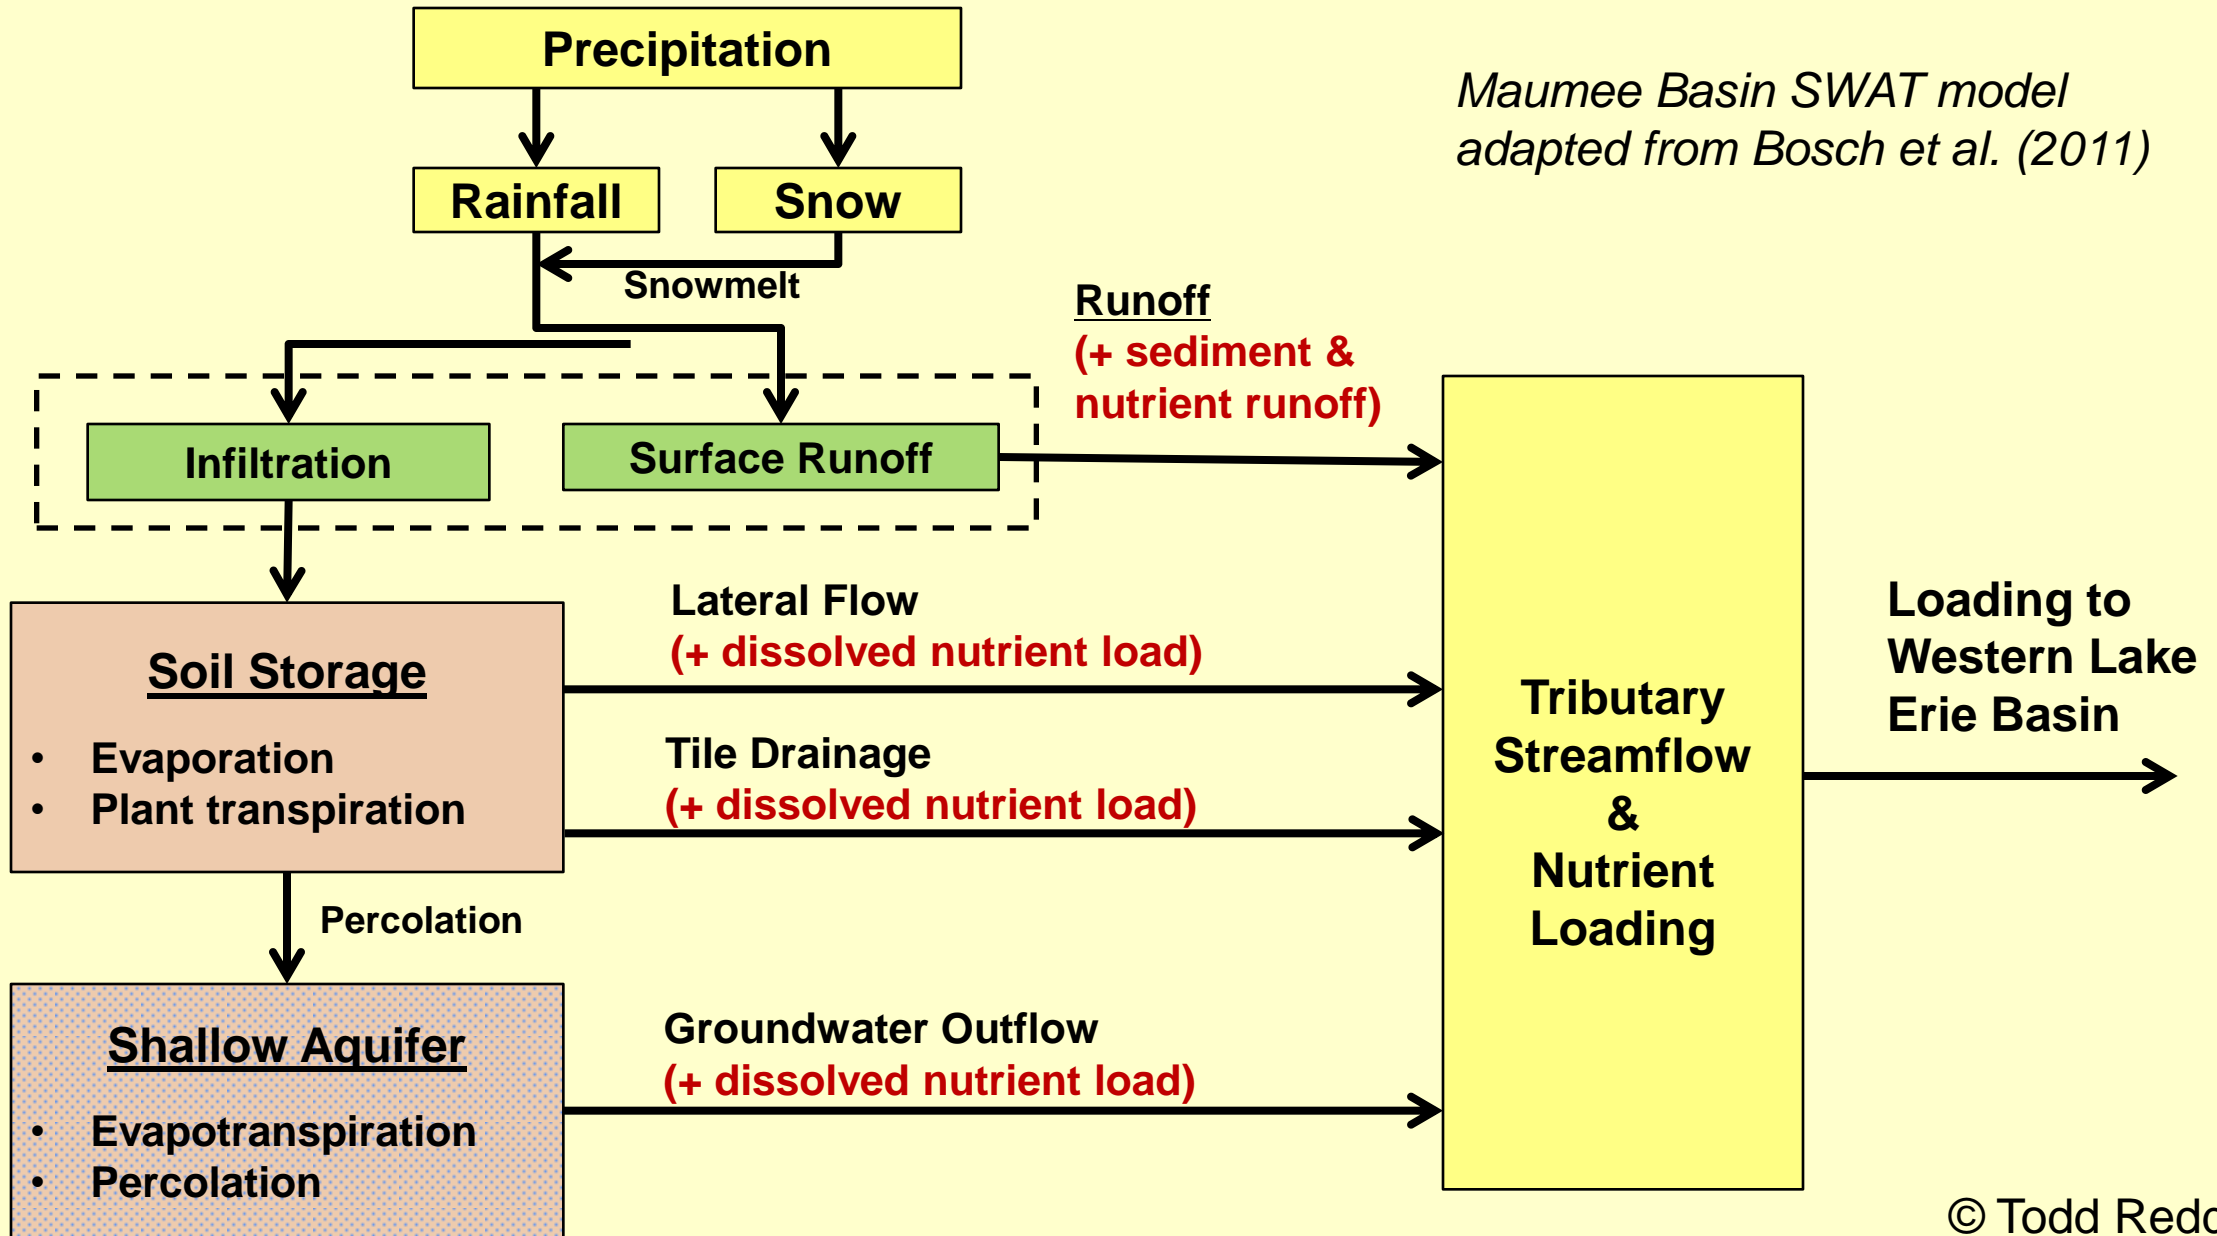 Precipitation
Maumee Basin SWAT model
adapted from Bosch et al. (2011)
Rainfall
Snow
Snowmelt
Runoff
(+ sediment &
nutrient runoff)
Infiltration
Surface Runoff
Lateral Flow
(+ dissolved nutrient load)
Soil Storage
• Evaporation
• Plant transpiration
Tile Drainage
(+ dissolved nutrient load)
Tributary
Streamflow
&
Nutrient
Loading
Loading to
Western Lake
Erie Basin
Percolation
Shallow Aquifer
• Evapotranspiration
• Percolation
Groundwater Outflow
(+ dissolved nutrient load)
© Todd